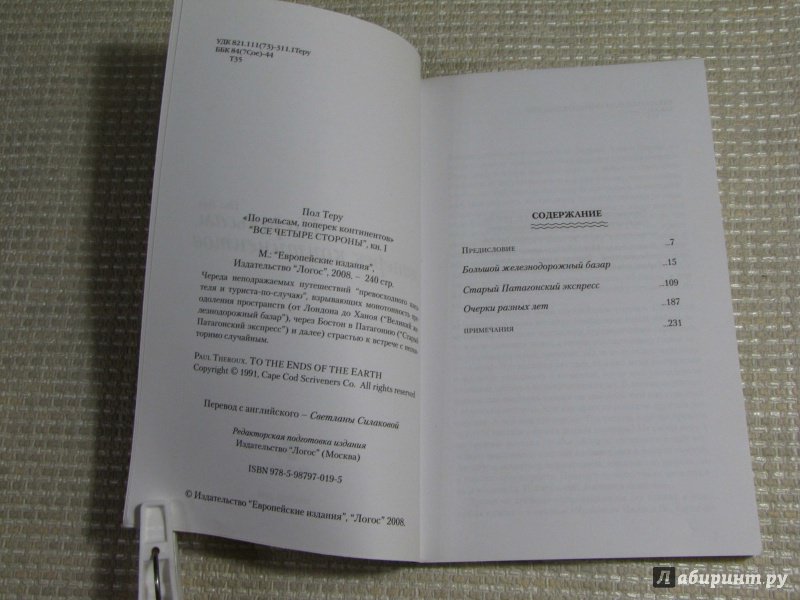 УДК 821.111(73)-311.1Теру
ББК 84(7Сое)-44
Т35
Пол Теру
«По рельсам, поперек континентов»
"ВСЕ ЧЕТЫРЕ СТОРОНЫ", кн. I
М.: "Европейские издания",
Издательство "Логос", 2008. – 240 стр.
Череда неподражаемых путешествий "превосходного
теля и туриста-по-случаю", взрывающих монотонность
одоления пространств (от Лондона до Ханоя ("Великий
лезнодорожный базар"), через Бостон в Патагонию ("Старый
Патагонский экспресс") и далее) страстью к встрече с
торимо случайным.
PAUL THEROUX. TO THE ENDS OF THE EARTH
Copyright © 1991, Cape Cod Scriveners Co. All rights reserved
Перевод с английского – Светланы Силаковой
Редакторская подготовка издания
Издательство "Логос" (Москва)
ISBN 978-5-98797-019-5
© Издательство "Европейские издания", "Логос" 2008.
СОДЕРЖАНИЕ
ПРЕДИСЛОВИЕ ..7
Большой железнодорожный базар ..15
Старый Патагонский экспресс ..109
Очерки разных лет ..187
ПРИМЕЧАНИЯ ..231
Лабиринт.ру